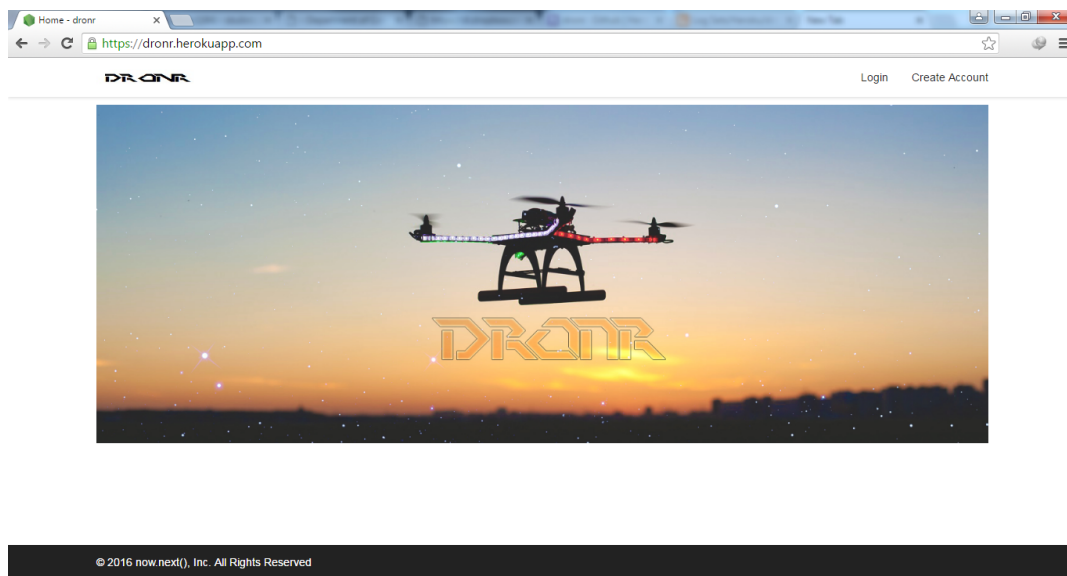 Home - dronr
https://dronr.herokuapp.com
DRONR
Login
Create Account
DRONR
© 2016 now.next(), Inc. All Rights Reserved